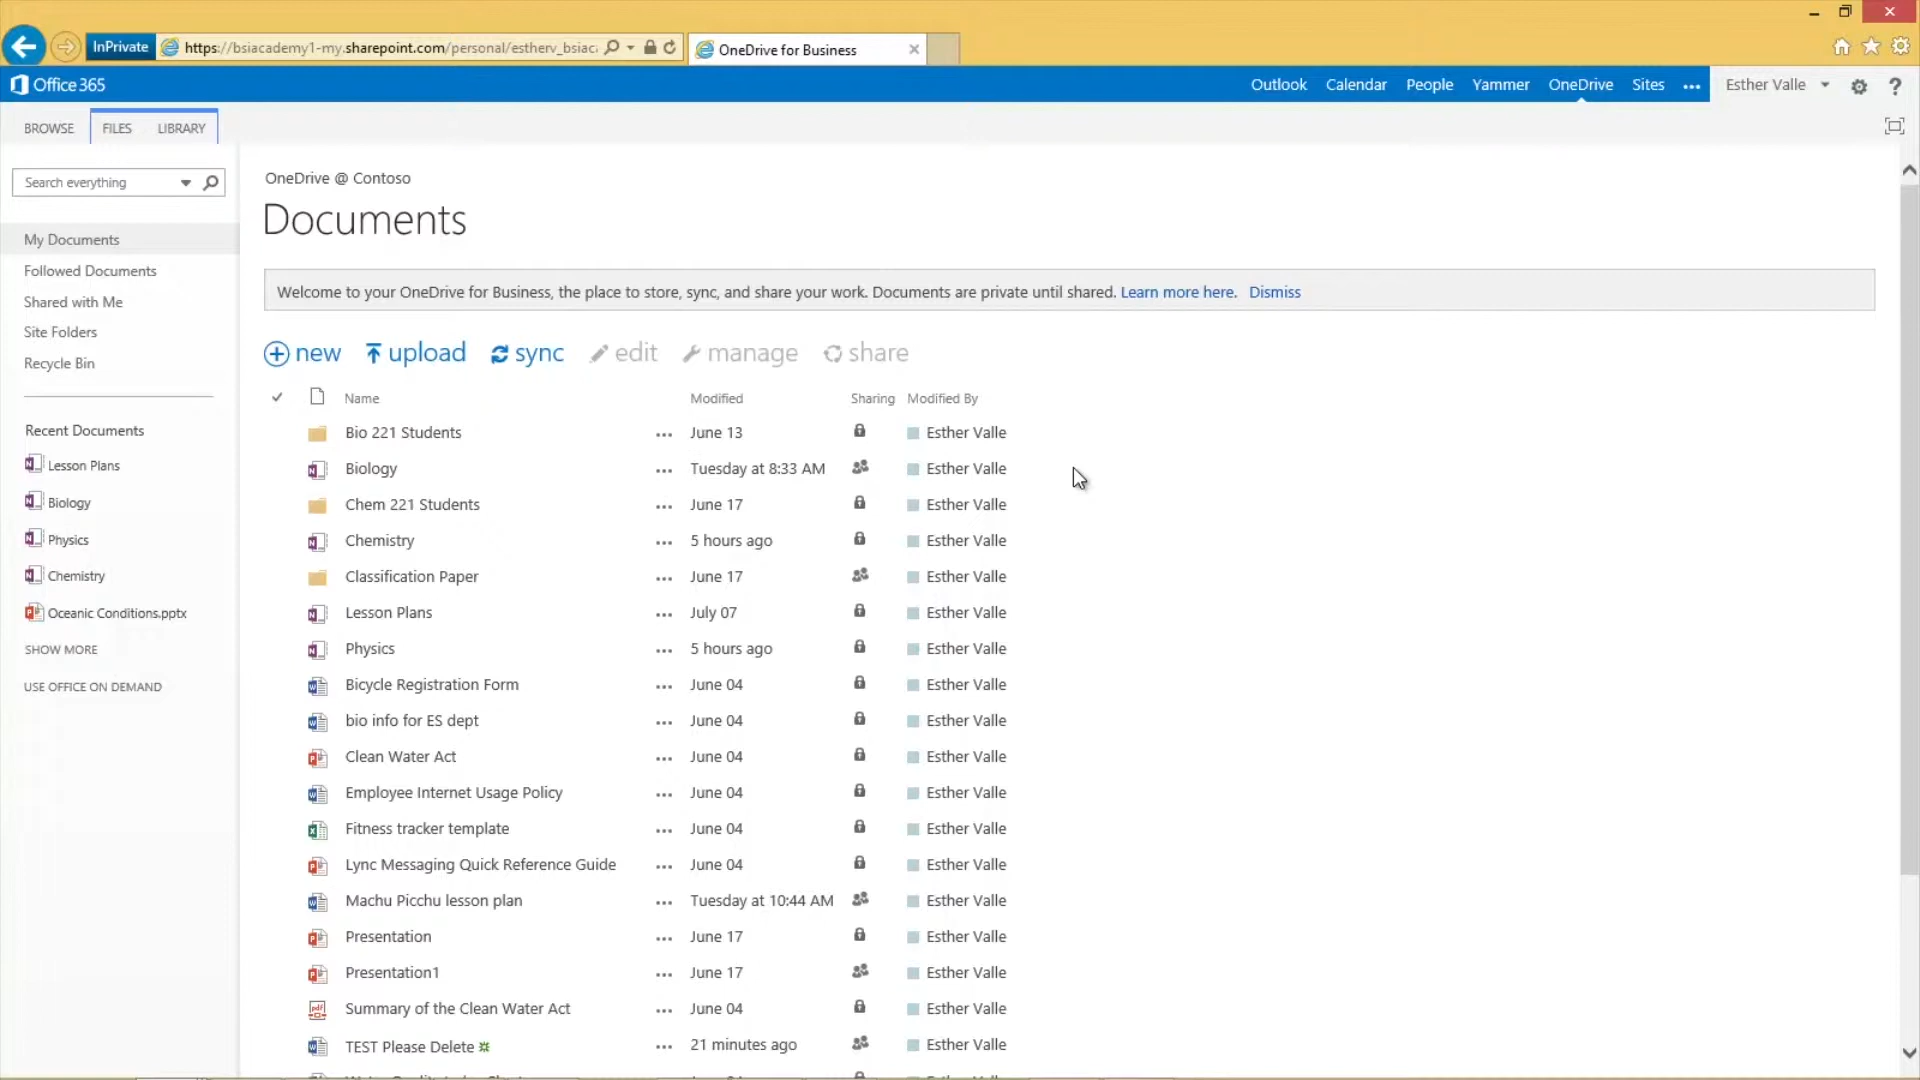 InPrivate
https://bsiacademy1-my.sharepoint.com/personal/estherv_bsiac
OneDrive for Business
Office 365
Outlook Calendar People Yammer OneDrive Sites ... Esther Valle ?
BROWSE FILES LIBRARY
Search everything
My Documents
Followed Documents
Shared with Me
Site Folders
Recycle Bin
Recent Documents
Lesson Plans
Biology
Physics
Chemistry
Oceanic Conditions.pptx
SHOW MORE
USE OFFICE ON DEMAND
OneDrive @ Contoso
Documents
Welcome to your OneDrive for Business, the place to store, sync, and share your work. Documents are private until shared. Learn more here. Dismiss
new upload sync edit manage share
Name Modified Sharing Modified By
Bio 221 Students ... June 13 Esther Valle
Biology ... Tuesday at 8:33 AM Esther Valle
Chem 221 Students ... June 17 Esther Valle
Chemistry ... 5 hours ago Esther Valle
Classification Paper ... June 17 Esther Valle
Lesson Plans ... July 07 Esther Valle
Physics ... 5 hours ago Esther Valle
Bicycle Registration Form ... June 04 Esther Valle
bio info for ES dept ... June 04 Esther Valle
Clean Water Act ... June 04 Esther Valle
Employee Internet Usage Policy ... June 04 Esther Valle
Fitness tracker template ... June 04 Esther Valle
Lync Messaging Quick Reference Guide ... June 04 Esther Valle
Machu Picchu lesson plan ... Tuesday at 10:44 AM Esther Valle
Presentation ... June 17 Esther Valle
Presentation1 ... June 17 Esther Valle
Summary of the Clean Water Act ... June 04 Esther Valle
TEST Please Delete ... 21 minutes ago Esther Valle